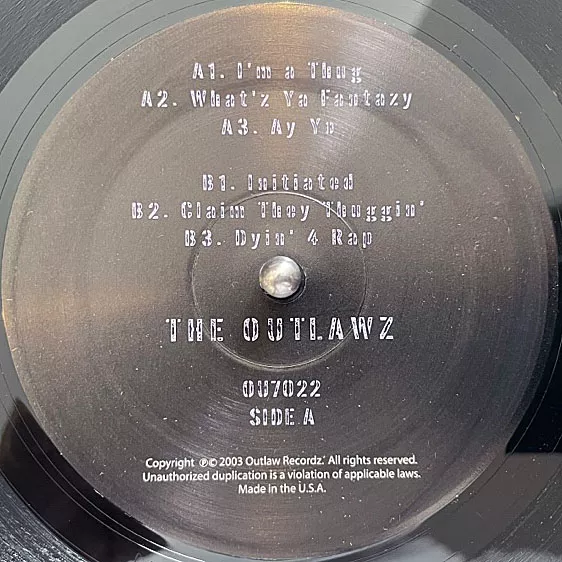 A1. I'm a Thug
A2. What'z Ya Fantazy
A3. Ay Yo
B1. Initiated
B2. Claim They Thuggin'
B3. Dyin' 4 Rap
THE OUTLAWZ
OU7022
SIDE A
Copyright ℗© 2003 Outlaw Recordz. All rights reserved.
Unauthorized duplication is a violation of applicable laws.
Made in the U.S.A.